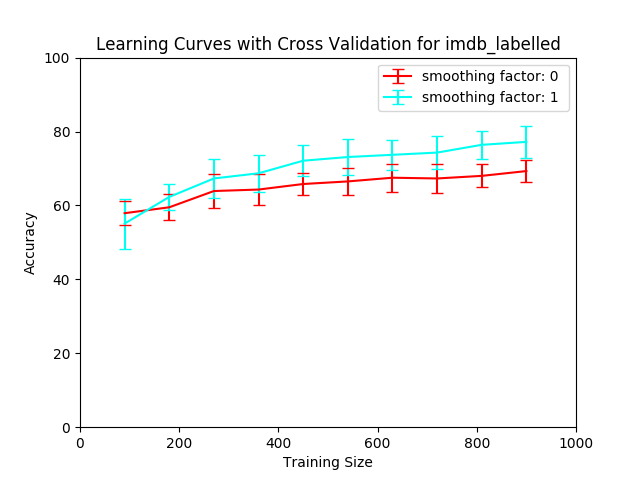 Learning Curves with Cross Validation for imdb_labelled
smoothing factor: 0
smoothing factor: 1
100
80
60
40
20
0
Accuracy
0 200 400 600 800 1000
Training Size